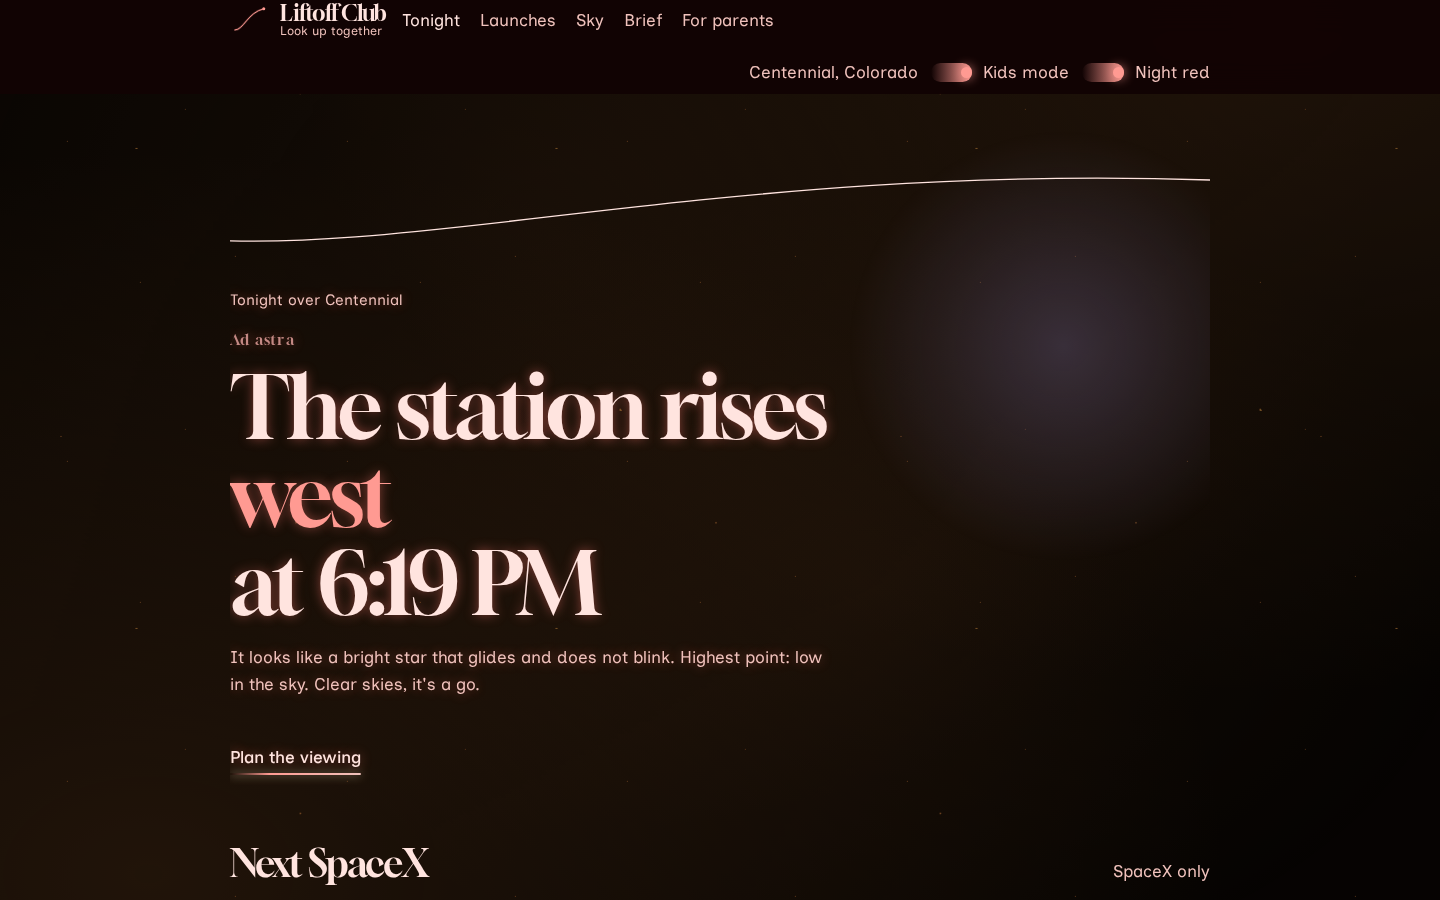 Liftoff Club
Look up together
Tonight
Launches
Sky
Brief
For parents
Centennial, Colorado
Kids mode
Night red
Tonight over Centennial
Ad astra
The station rises
west
at 6:19 PM
It looks like a bright star that glides and does not blink. Highest point: low
in the sky. Clear skies, it's a go.
Plan the viewing
Next SpaceX
SpaceX only